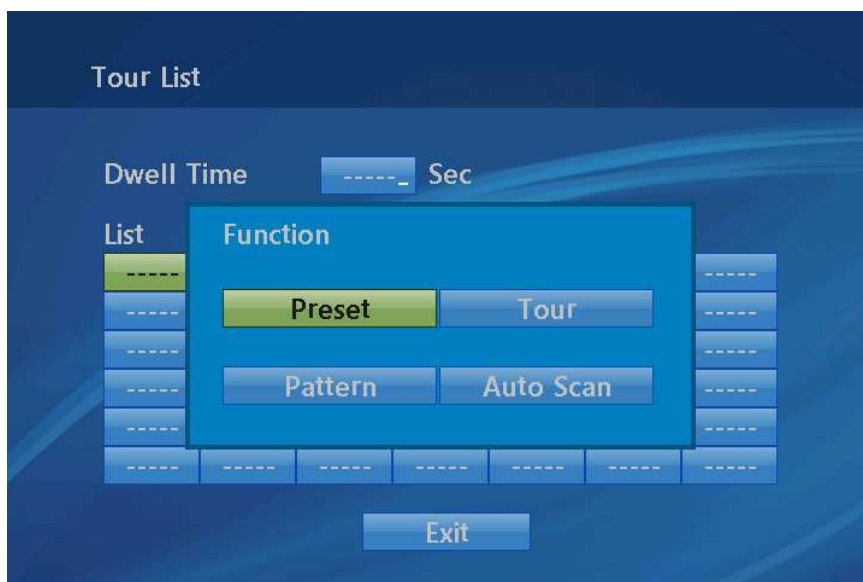 Tour List
Dwell Time -----_ Sec
List
Function
----- -----
Preset Tour
----- -----
----- -----
Pattern Auto Scan
----- -----
----- -----
----- ----- ----- ----- ----- ----- -----
Exit